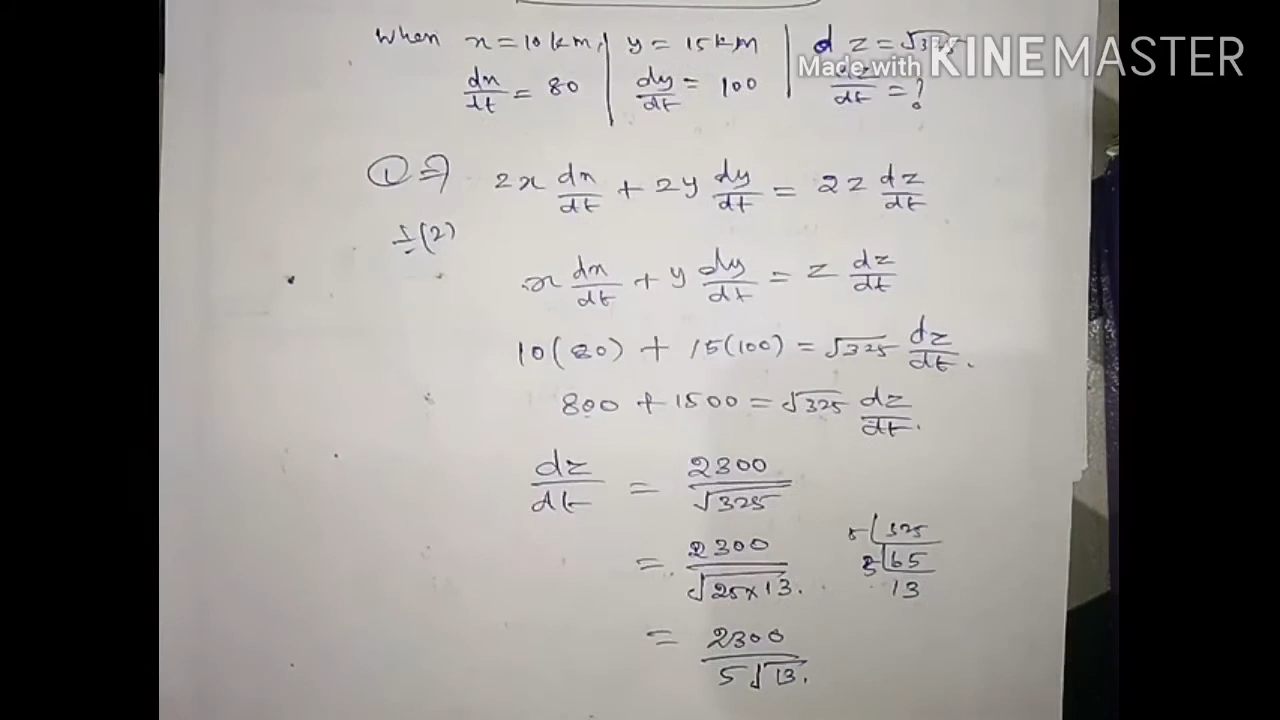 when x = 10 km, | y = 15 km | d z = √325
Made with KINEMASTER
dx/dt = 80 | dy/dt = 100 | dz/dt = ?
① ⇒ 2x dx/dt + 2y dy/dt = 2z dz/dt
÷(2)
x dx/dt + y dy/dt = z dz/dt
10(80) + 15(100) = √325 dz/dt.
800 + 1500 = √325 dz/dt.
dz/dt = 2300/√325
= 2300/√25×13.
5 | 325
5 | 65
13
= 2300/5√13.